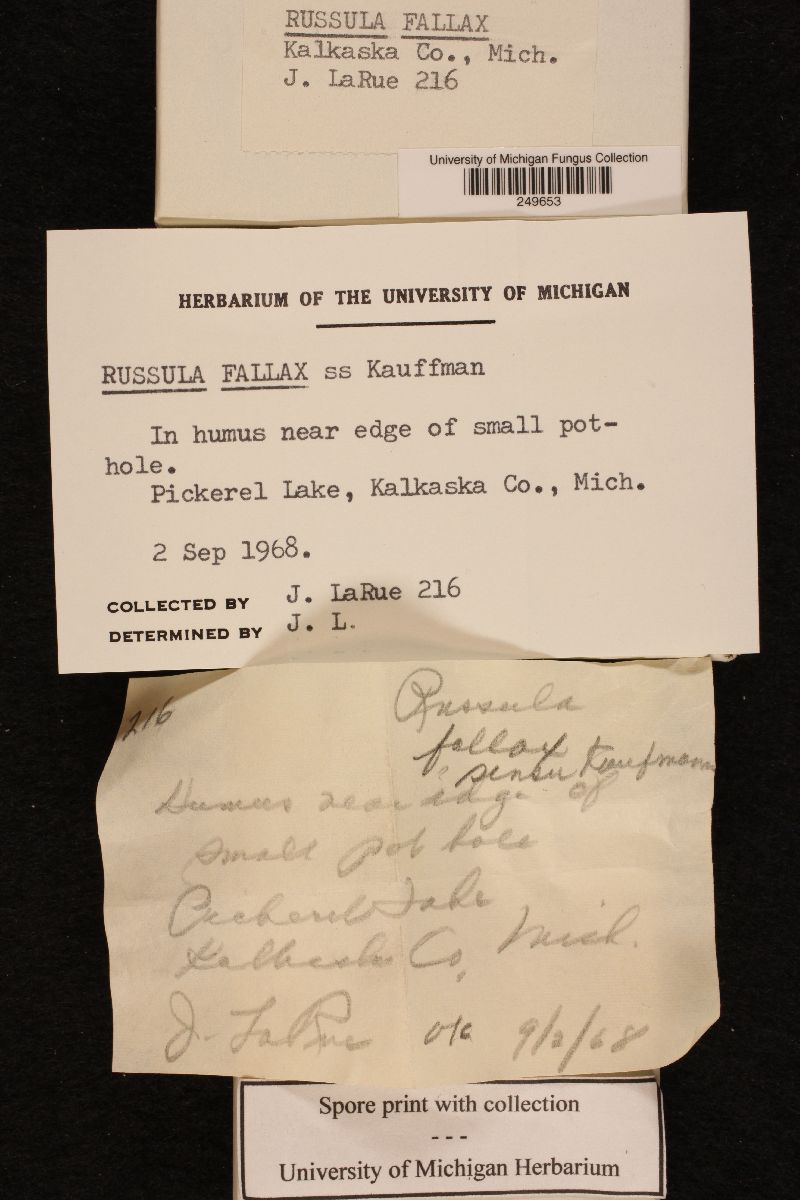 RUSSULA FALLAX
Kalkaska Co., Mich.
J. LaRue 216
University of Michigan Fungus Collection
249653
HERBARIUM OF THE UNIVERSITY OF MICHIGAN
RUSSULA FALLAX ss Kauffman
In humus near edge of small pot-
hole.
Pickerel Lake, Kalkaska Co., Mich.
2 Sep 1968.
COLLECTED BY J. LaRue 216
DETERMINED BY J. L.
216
Russula
fallax
sensu Kaufmann
Humus near edge of
small pot hole
Pickerel Lake
Kalkaska Co, Mich.
J. LaRue ok 9/2/68
Spore print with collection
---
University of Michigan Herbarium